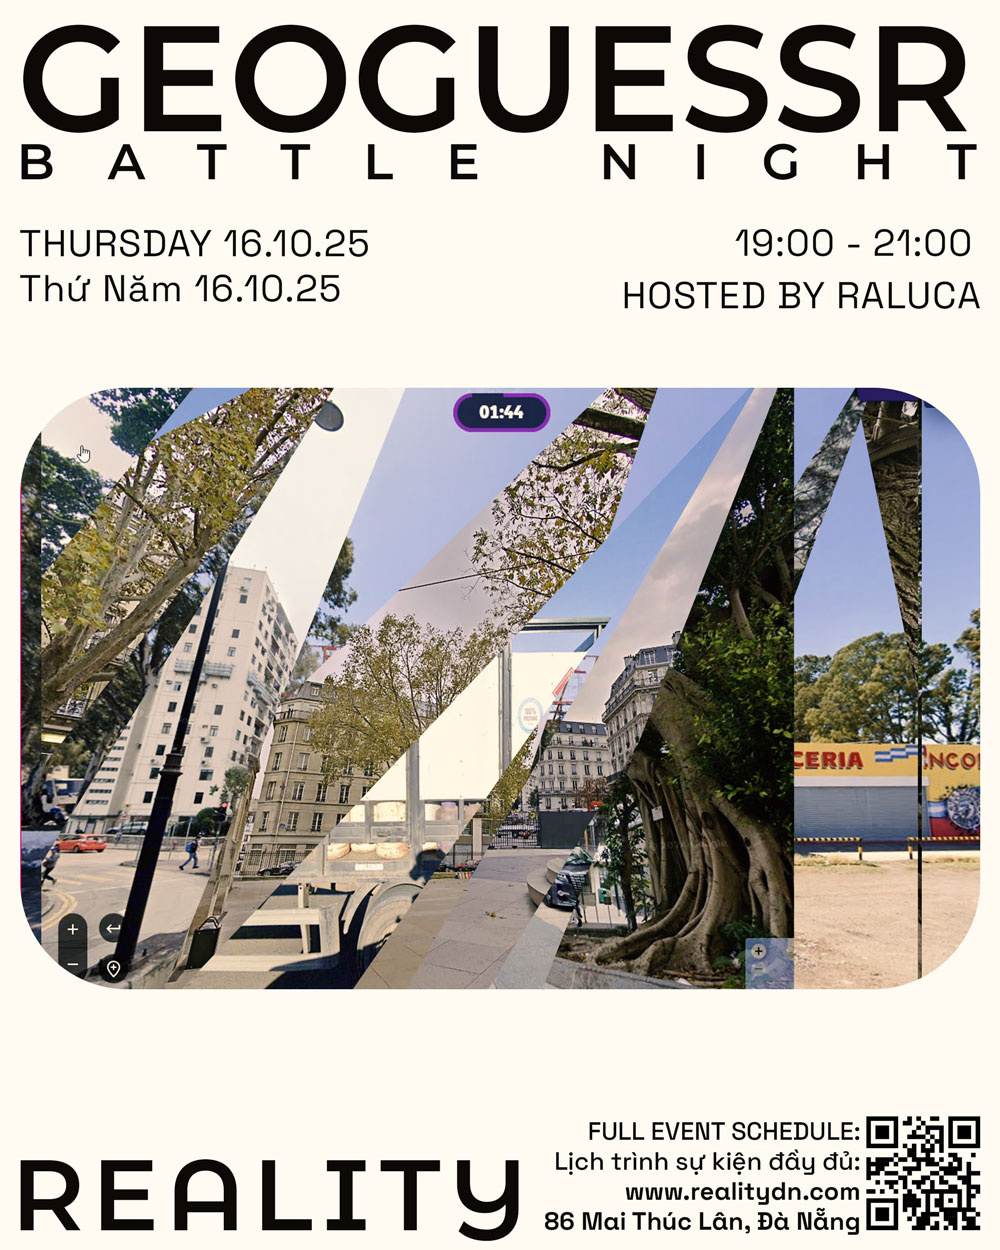 GEOGUESSR
BATTLE NIGHT
THURSDAY 16.10.25
Thứ Năm 16.10.25
19:00 - 21:00
HOSTED BY RALUCA
01:44
CERIA
ENCO
FULL EVENT SCHEDULE:
Lịch trình sự kiện đầy đủ:
www.realitydn.com
86 Mai Thúc Lân, Đà Nẵng
REALITY